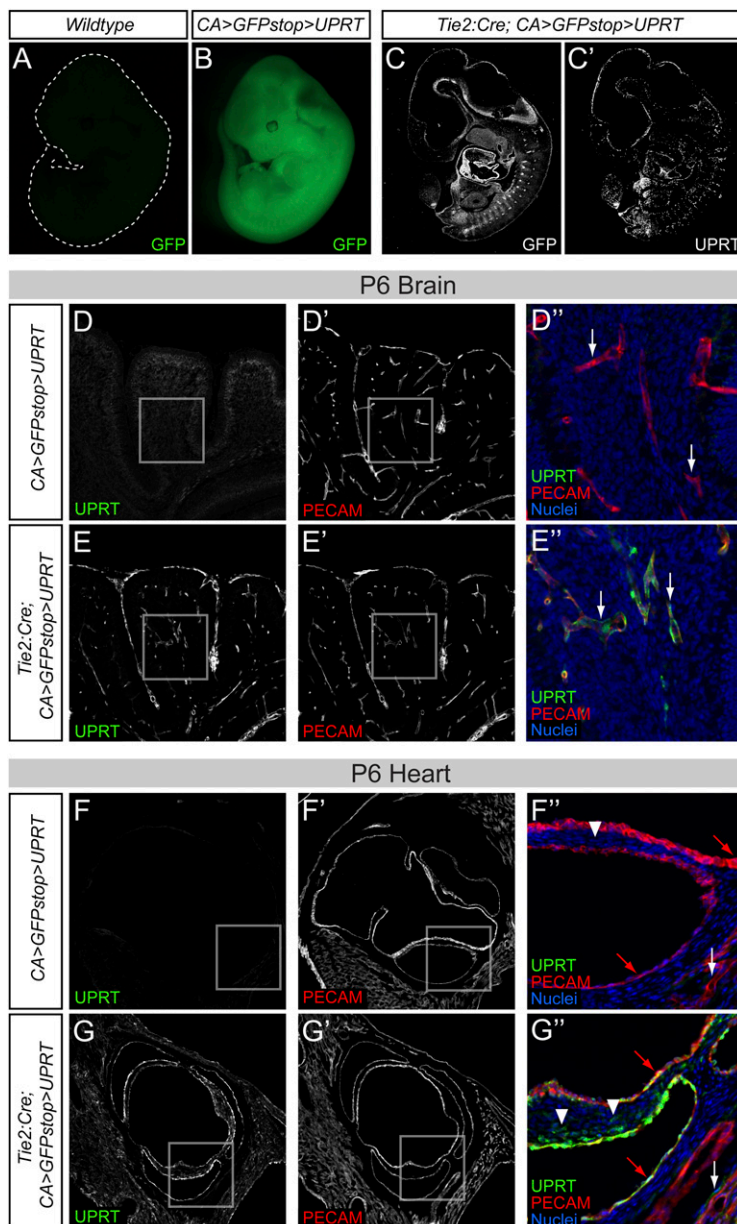 Wildtype
CA>GFPstop>UPRT
Tie2:Cre; CA>GFPstop>UPRT
A
GFP
B
GFP
C
GFP
C'
UPRT
P6 Brain
CA>GFPstop>UPRT
D
UPRT
D'
PECAM
D"
UPRT
PECAM
Nuclei
Tie2:Cre;
CA>GFPstop>UPRT
E
UPRT
E'
PECAM
E"
UPRT
PECAM
Nuclei
P6 Heart
CA>GFPstop>UPRT
F
UPRT
F'
PECAM
F"
UPRT
PECAM
Nuclei
Tie2:Cre;
CA>GFPstop>UPRT
G
UPRT
G'
PECAM
G"
UPRT
PECAM
Nuclei